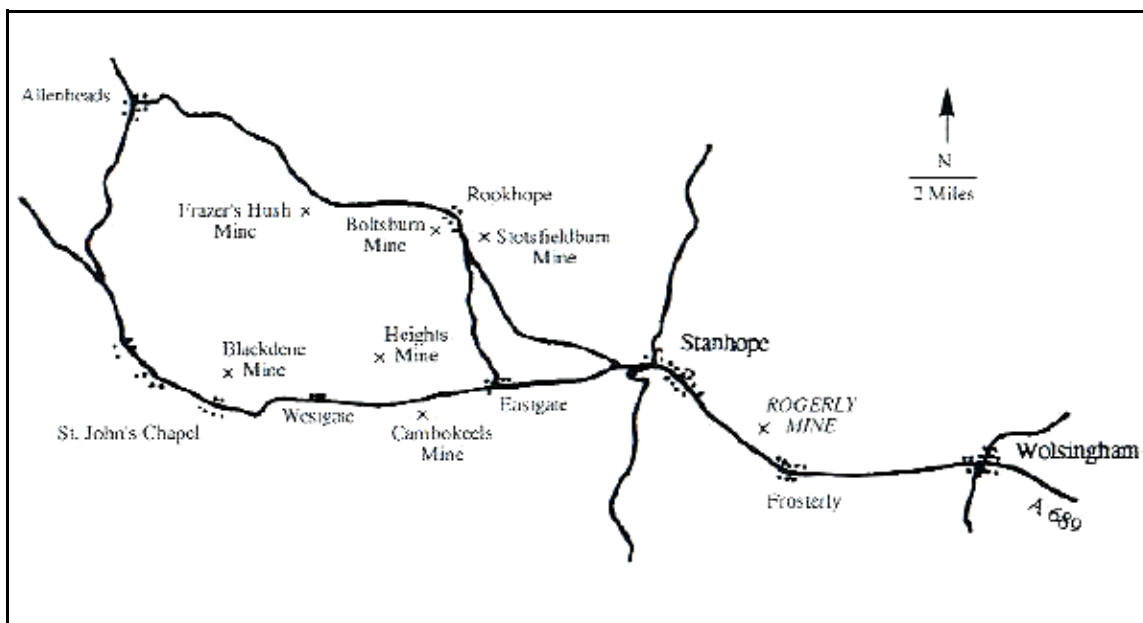 Allenheads
N
2 Miles
Rookhope
Frazer's Hush
Mine
Boltsburn
Mine
Stotsfieldburn
Mine
Heights
Mine
Blackdene
Mine
Stanhope
Westgate
Eastgate
ROGERLY
MINE
St. John's Chapel
Cambokeels
Mine
Wolsingham
Frosterly
A 689